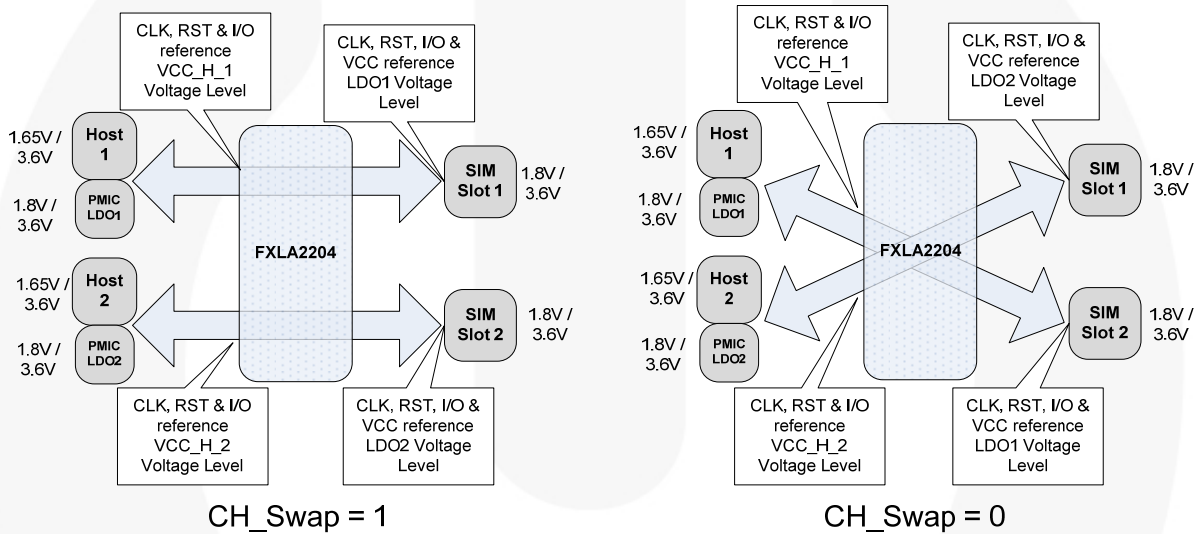 CLK, RST & I/O
reference
VCC_H_1
Voltage Level
CLK, RST, I/O &
VCC reference
LDO1 Voltage
Level
1.65V /
3.6V
Host
1
1.8V /
3.6V
PMIC
LDO1
SIM
Slot 1
1.8V /
3.6V
FXLA2204
1.65V /
3.6V
Host
2
1.8V /
3.6V
PMIC
LDO2
SIM
Slot 2
1.8V /
3.6V
CLK, RST & I/O
reference
VCC_H_2
Voltage Level
CLK, RST, I/O &
VCC reference
LDO2 Voltage
Level
CH_Swap = 1
CLK, RST & I/O
reference
VCC_H_1
Voltage Level
CLK, RST, I/O &
VCC reference
LDO2 Voltage
Level
1.65V /
3.6V
Host
1
1.8V /
3.6V
PMIC
LDO1
SIM
Slot 1
1.8V /
3.6V
FXLA2204
1.65V /
3.6V
Host
2
1.8V /
3.6V
PMIC
LDO2
SIM
Slot 2
1.8V /
3.6V
CLK, RST & I/O
reference
VCC_H_2
Voltage Level
CLK, RST, I/O &
VCC reference
LDO1 Voltage
Level
CH_Swap = 0